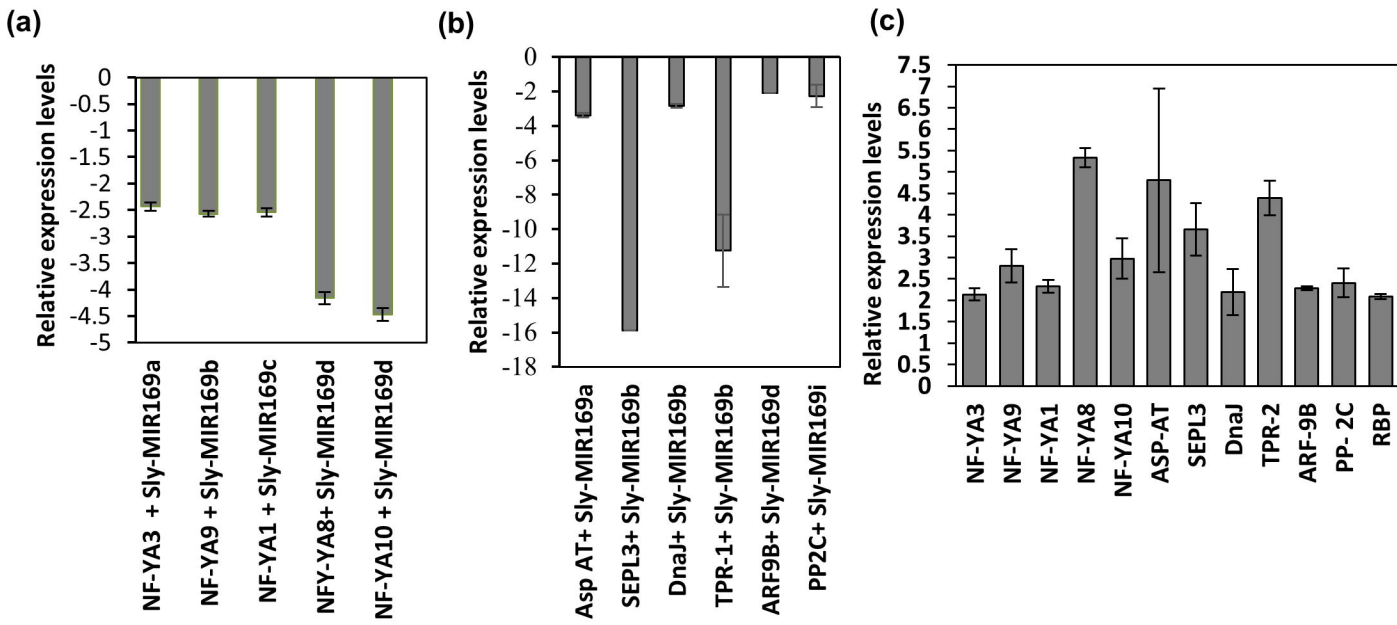 (a)
Relative expression levels
0
-0.5
-1
-1.5
-2
-2.5
-3
-3.5
-4
-4.5
-5
NF-YA3 + Sly-MIR169a
NF-YA9 + Sly-MIR169b
NF-YA1 + Sly-MIR169c
NFY-YA8+ Sly-MIR169d
NF-YA10 + Sly-MIR169d
(b)
Relative expression levels
0
-2
-4
-6
-8
-10
-12
-14
-16
-18
Asp AT+ Sly-MIR169a
SEPL3+ Sly-MIR169b
DnaJ+ Sly-MIR169b
TPR-1+ Sly-MIR169b
ARF9B+ Sly-MIR169d
PP2C+ Sly-MIR169i
(c)
Relative expression levels
7.5
7
6.5
6
5.5
5
4.5
4
3.5
3
2.5
2
1.5
1
0.5
0
NF-YA3
NF-YA9
NF-YA1
NF-YA8
NF-YA10
ASP-AT
SEPL3
DnaJ
TPR-2
ARF-9B
PP- 2C
RBP